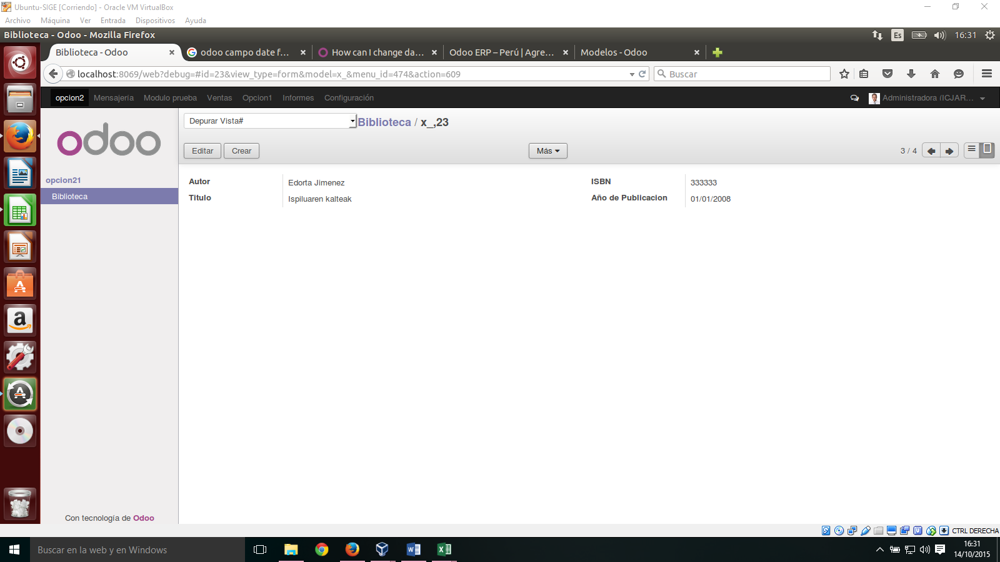 Ubuntu-SIGE [Corriendo] - Oracle VM VirtualBox
Archivo Máquina Ver Entrada Dispositivos Ayuda
Biblioteca - Odoo - Mozilla Firefox
Es
16:31
Biblioteca - Odoo
odoo campo date f...
How can I change da...
Odoo ERP – Perú | Agre...
Modelos - Odoo
localhost:8069/web?debug=#id=23&view_type=form&model=x_&menu_id=474&action=609
Buscar
opcion2 Mensajería Modulo prueba Ventas Opcion1 Informes Configuración
Administradora (ICJAR...
odoo
Depurar Vista#
Biblioteca / x_,23
Editar
Crear
Más
3 / 4
opcion21
Biblioteca
Autor
Edorta Jimenez
ISBN
333333
Titulo
Ispiluaren kalteak
Año de Publicacion
01/01/2008
Con tecnología de Odoo
CTRL DERECHA
Buscar en la web y en Windows
16:31
14/10/2015